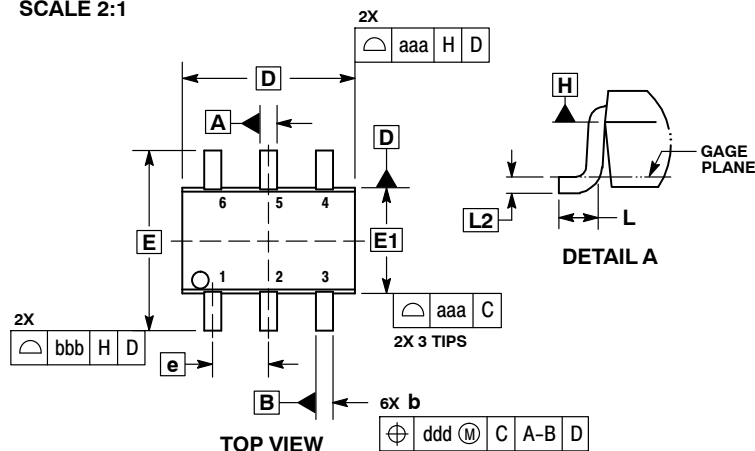 SCALE 2:1
2X
⌓ aaa H D
D
A
H
D
GAGE
PLANE
6 5 4
E
E1
L2
L
DETAIL A
1 2 3
⌓ aaa C
2X 3 TIPS
2X
⌓ bbb H D
e
B
6X b
⌖ ddd Ⓜ C A-B D
TOP VIEW